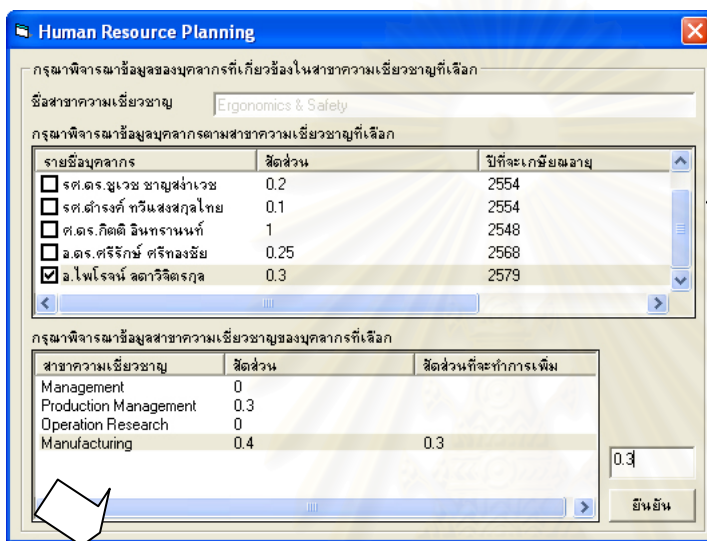 Human Resource Planning
กรุณาพิจารณาข้อมูลของบุคลากรที่เกี่ยวข้องในสาขาความเชี่ยวชาญที่เลือก
ชื่อสาขาความเชี่ยวชาญ Ergonomics & Safety
กรุณาพิจารณาข้อมูลบุคลากรตามสาขาความเชี่ยวชาญที่เลือก
รายชื่อบุคลากร สัดส่วน ปีที่จะเกษียณอายุ
รศ.ดร.ชูเวช ชาญสง่าเวช 0.2 2554
รศ.ดำรงค์ ทวีแสงสกุลไทย 0.1 2554
ศ.ดร.กิตติ อินทรานนท์ 1 2548
อ.ดร.ศรีรักษ์ ศรีทองชัย 0.25 2568
อ.ไพโรจน์ ลดาวิจิตรกุล 0.3 2579
กรุณาพิจารณาข้อมูลสาขาความเชี่ยวชาญของบุคลากรที่เลือก
สาขาความเชี่ยวชาญ สัดส่วน สัดส่วนที่จะทำการเพิ่ม
Management 0
Production Management 0.3
Operation Research 0
Manufacturing 0.4 0.3
0.3
ยืนยัน